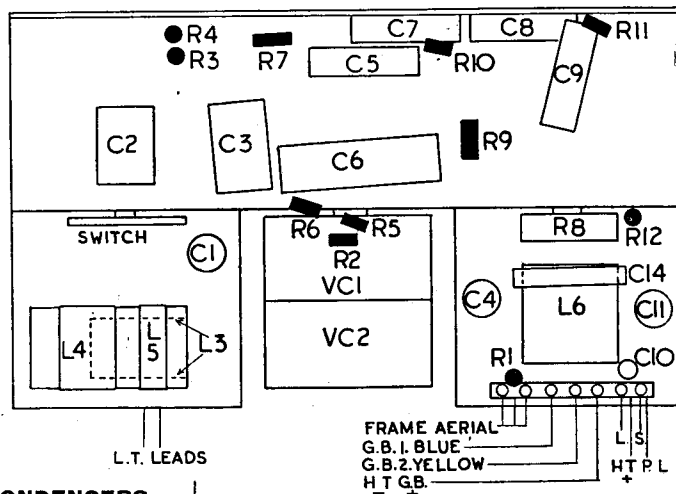 R4
R3
R7
C7
C5
R10
C8
R11
C9
C2
C3
C6
R9
SWITCH
C1
R6
R5
R2
VC1
VC2
R8
R12
C14
C4
L6
C11
C10
R1
L4
L5
L3
L.T. LEADS
FRAME AERIAL
G.B.1. BLUE
G.B.2. YELLOW
H T G.B.
− +
L. S.
H T P L
+
ONDENSERS